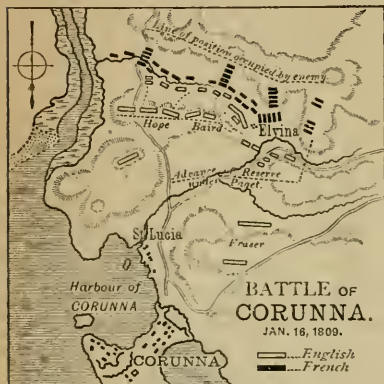 Line of position occupied by enemy
Hope
Baird
Elvina
Advance Reserve
under Paget.
St Lucia
Fraser
Harbour of
CORUNNA
CORUNNA
BATTLE OF
CORUNNA.
JAN. 16, 1809.
English
French